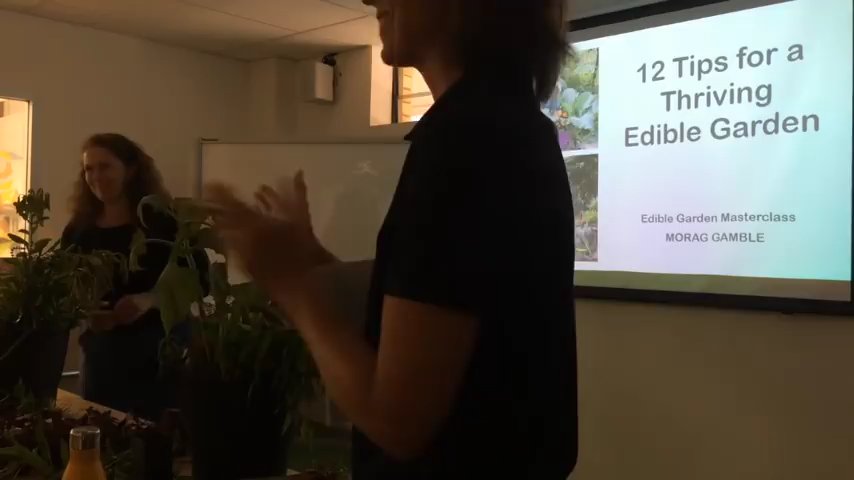 12 Tips for a
Thriving
Edible Garden
Edible Garden Masterclass
MORAG GAMBLE